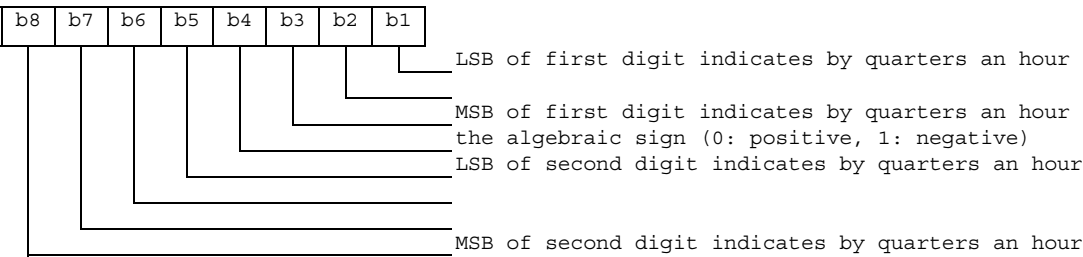 b8 b7 b6 b5 b4 b3 b2 b1
LSB of first digit indicates by quarters an hour
MSB of first digit indicates by quarters an hour
the algebraic sign (0: positive, 1: negative)
LSB of second digit indicates by quarters an hour
MSB of second digit indicates by quarters an hour